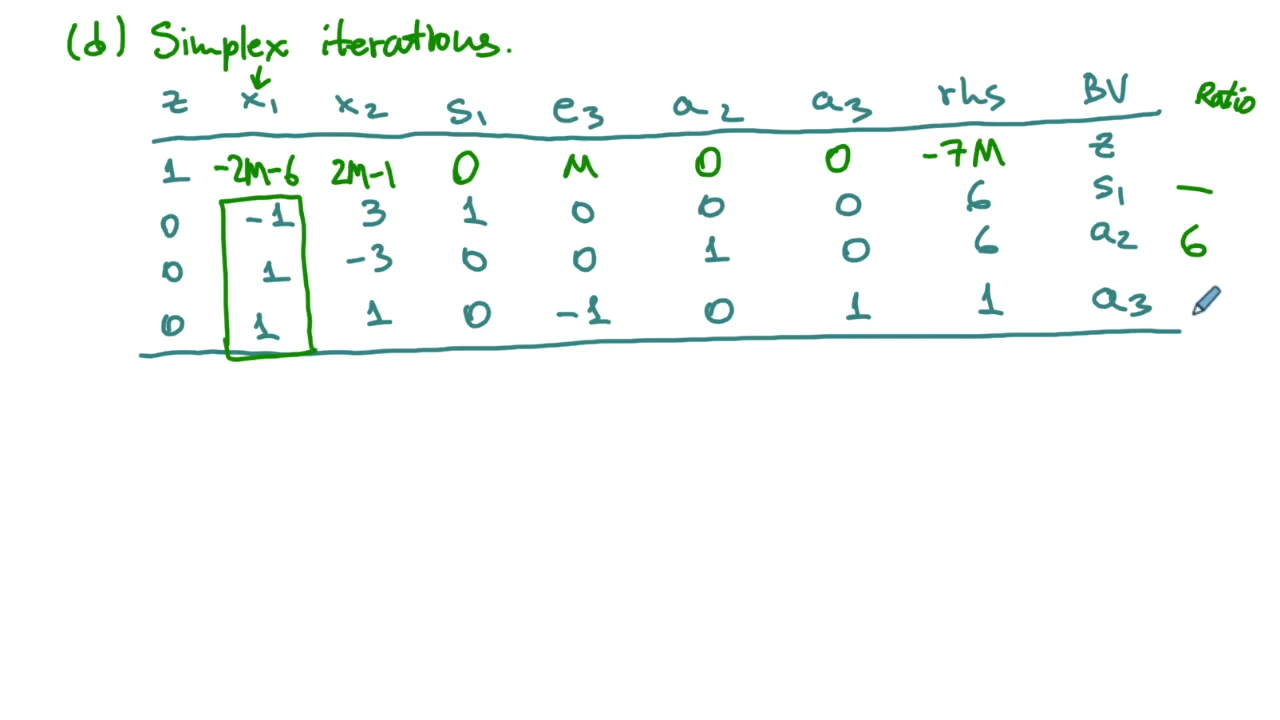 (d) Simplex iterations.
z x₁ x₂ s₁ e₃ a₂ a₃ rhs BV Ratio
1 -2M-6 2M-1 0 M 0 0 -7M z
0 -1 3 1 0 0 0 6 s₁ —
0 1 -3 0 0 1 0 6 a₂ 6
0 1 1 0 -1 0 1 1 a₃